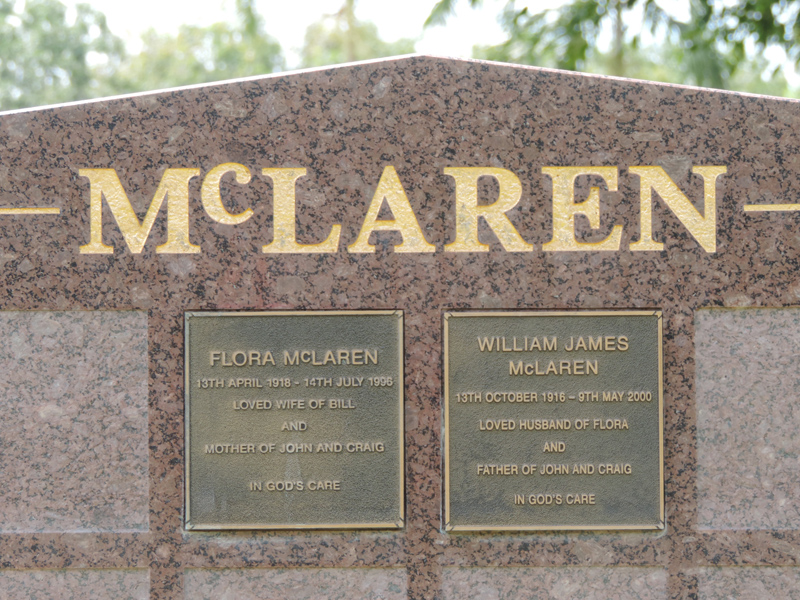 McLAREN
FLORA McLAREN
13TH APRIL 1918 - 14TH JULY 1996
LOVED WIFE OF BILL
AND
MOTHER OF JOHN AND CRAIG
IN GOD'S CARE
WILLIAM JAMES
McLAREN
13TH OCTOBER 1916 – 9TH MAY 2000
LOVED HUSBAND OF FLORA
AND
FATHER OF JOHN AND CRAIG
IN GOD'S CARE